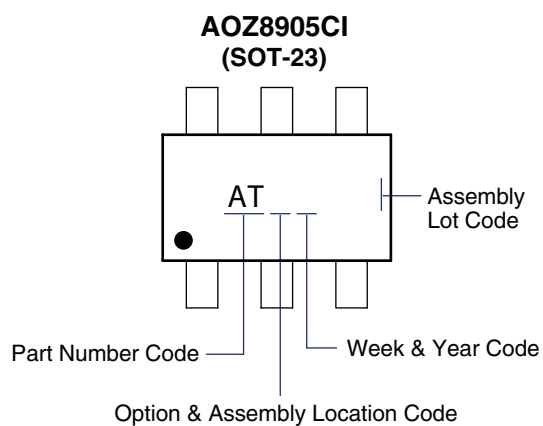 AOZ8905CI
(SOT-23)
AT
Assembly
Lot Code
Part Number Code
Week & Year Code
Option & Assembly Location Code